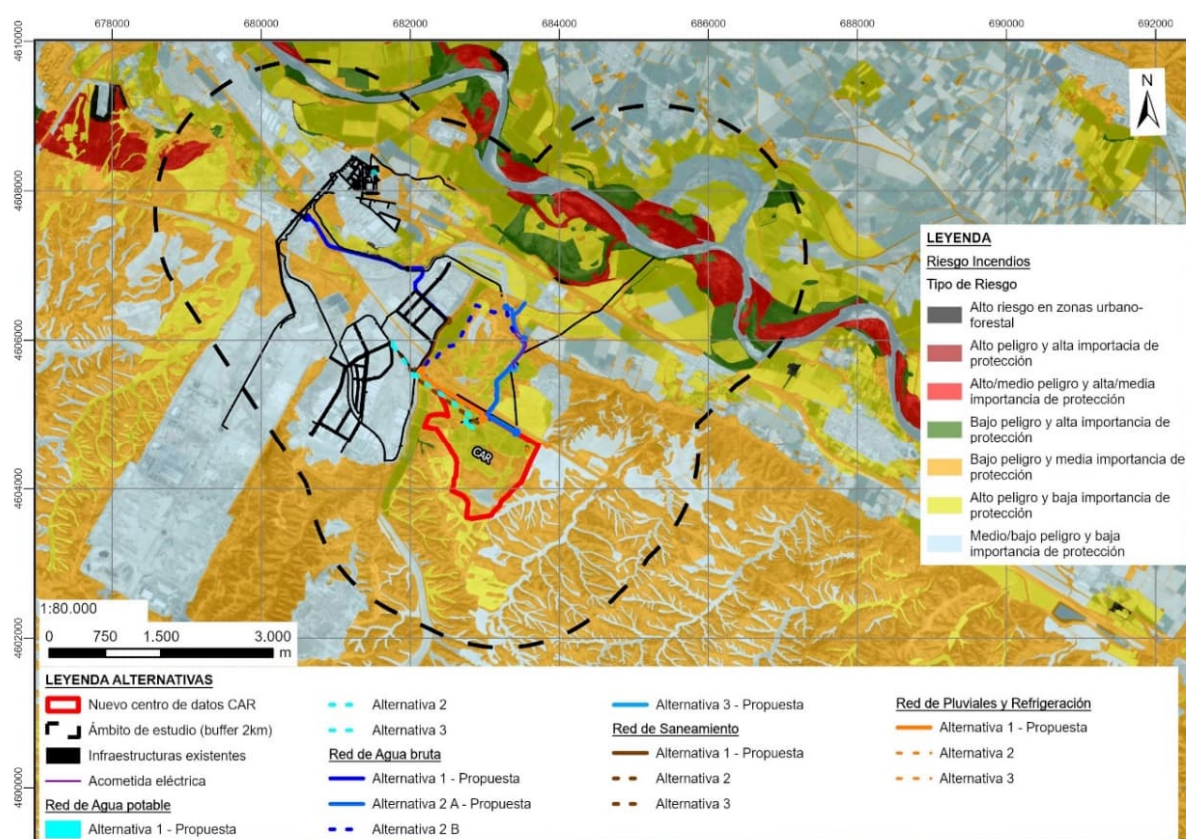 678000 680000 682000 684000 686000 688000 690000 692000
4610000
4608000
4606000
4604000
4602000
4600000
N
CAR
LEYENDA
Riesgo Incendios
Tipo de Riesgo
Alto riesgo en zonas urbano-
forestal
Alto peligro y alta importacia de
protección
Alto/medio peligro y alta/media
importancia de protección
Bajo peligro y alta importancia de
protección
Bajo peligro y media importancia de
protección
Alto peligro y baja importancia de
protección
Medio/bajo peligro y baja
importancia de protección
1:80.000
0 750 1.500 3.000
m
LEYENDA ALTERNATIVAS
Nuevo centro de datos CAR
Ámbito de estudio (buffer 2km)
Infraestructuras existentes
Acometida eléctrica
Red de Agua potable
Alternativa 1 - Propuesta
Alternativa 2
Alternativa 3
Red de Agua bruta
Alternativa 1 - Propuesta
Alternativa 2 A - Propuesta
Alternativa 2 B
Alternativa 3 - Propuesta
Red de Saneamiento
Alternativa 1 - Propuesta
Alternativa 2
Alternativa 3
Red de Pluviales y Refrigeración
Alternativa 1 - Propuesta
Alternativa 2
Alternativa 3